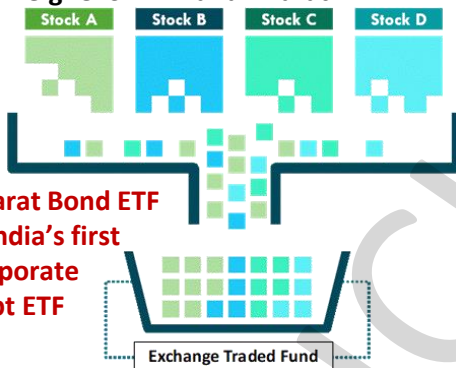 Stock A Stock B Stock C Stock D
arat Bond ETF
ndia's first
porate
ot ETF
Exchange Traded Fund